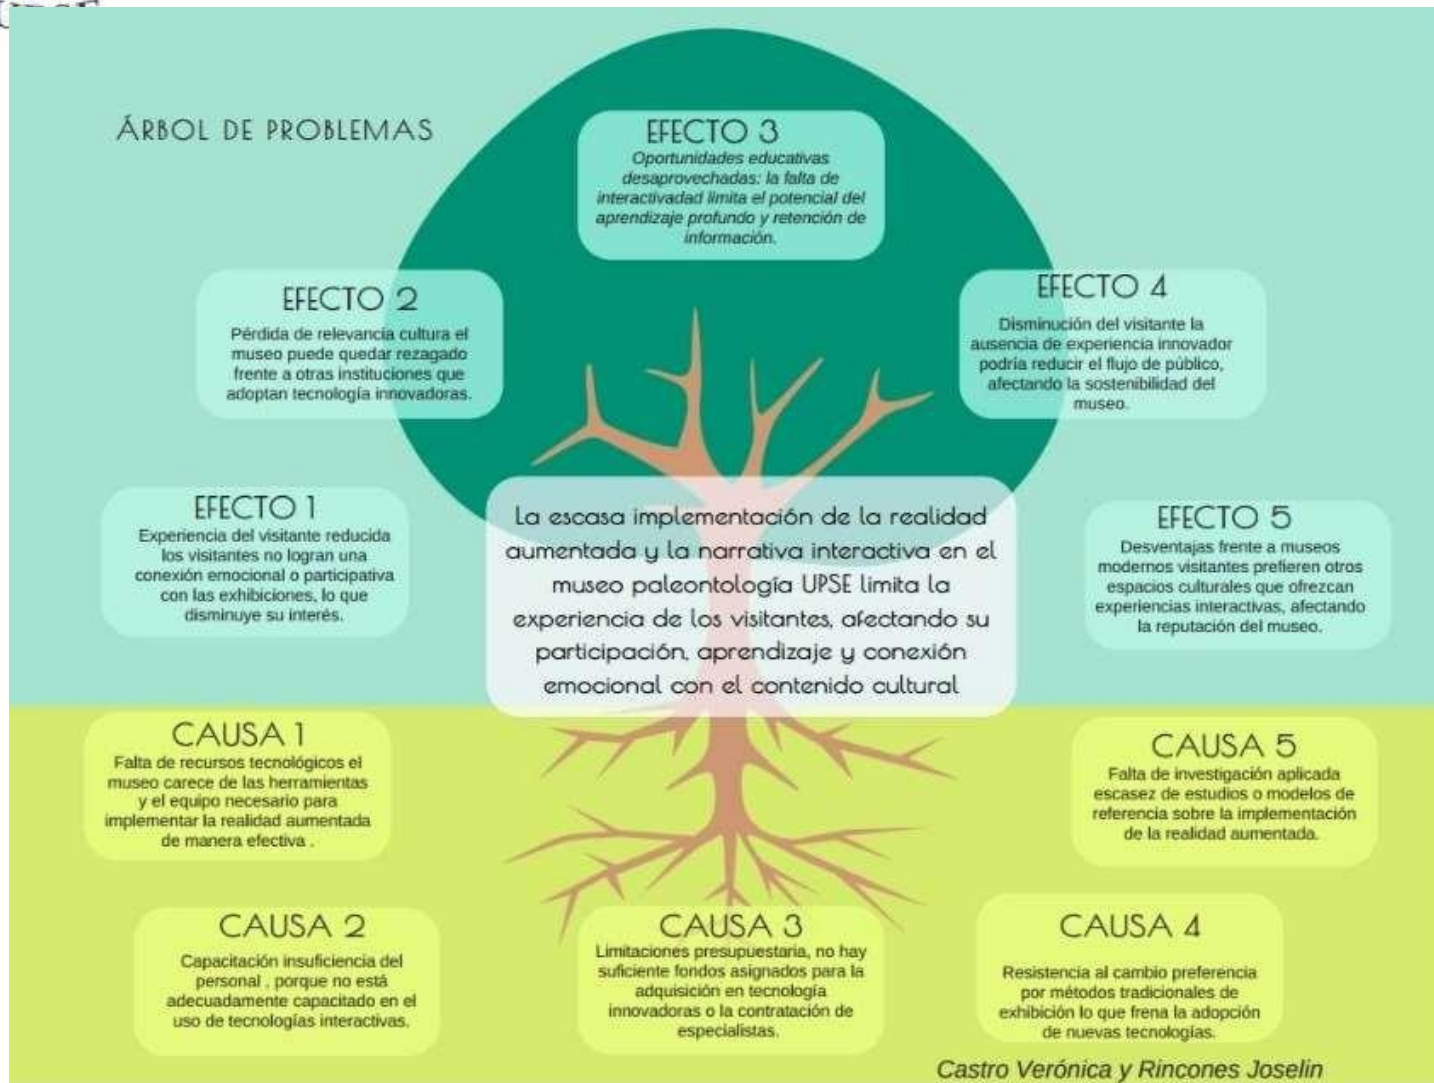 ÁRBOL DE PROBLEMAS
EFECTO 3
Oportunidades educativas
desaprovechadas: la falta de
interactivadad limita el potencial del
aprendizaje profundo y retención de
información.
EFECTO 2
Pérdida de relevancia cultura el
museo puede quedar rezagado
frente a otras instituciones que
adoptan tecnología innovadoras.
EFECTO 4
Disminución del visitante la
ausencia de experiencia innovador
podría reducir el flujo de público,
afectando la sostenibilidad del
museo.
EFECTO 1
Experiencia del visitante reducida
los visitantes no logran una
conexión emocional o participativa
con las exhibiciones, lo que
disminuye su interés.
La escasa implementación de la realidad
aumentada y la narrativa interactiva en el
museo paleontología UPSE limita la
experiencia de los visitantes, afectando su
participación, aprendizaje y conexión
emocional con el contenido cultural
EFECTO 5
Desventajas frente a museos
modernos visitantes prefieren otros
espacios culturales que ofrezcan
experiencias interactivas, afectando
la reputación del museo.
CAUSA 1
Falta de recursos tecnológicos el
museo carece de las herramientas
y el equipo necesario para
implementar la realidad aumentada
de manera efectiva .
CAUSA 5
Falta de investigación aplicada
escasez de estudios o modelos de
referencia sobre la implementación
de la realidad aumentada.
CAUSA 2
Capacitación insuficiencia del
personal , porque no está
adecuadamente capacitado en el
uso de tecnologías interactivas.
CAUSA 3
Limitaciones presupuestaria, no hay
suficiente fondos asignados para la
adquisición en tecnología
innovadoras o la contratación de
especialistas.
CAUSA 4
Resistencia al cambio preferencia
por métodos tradicionales de
exhibición lo que frena la adopción
de nuevas tecnologías.
Castro Verónica y Rincones Joselin